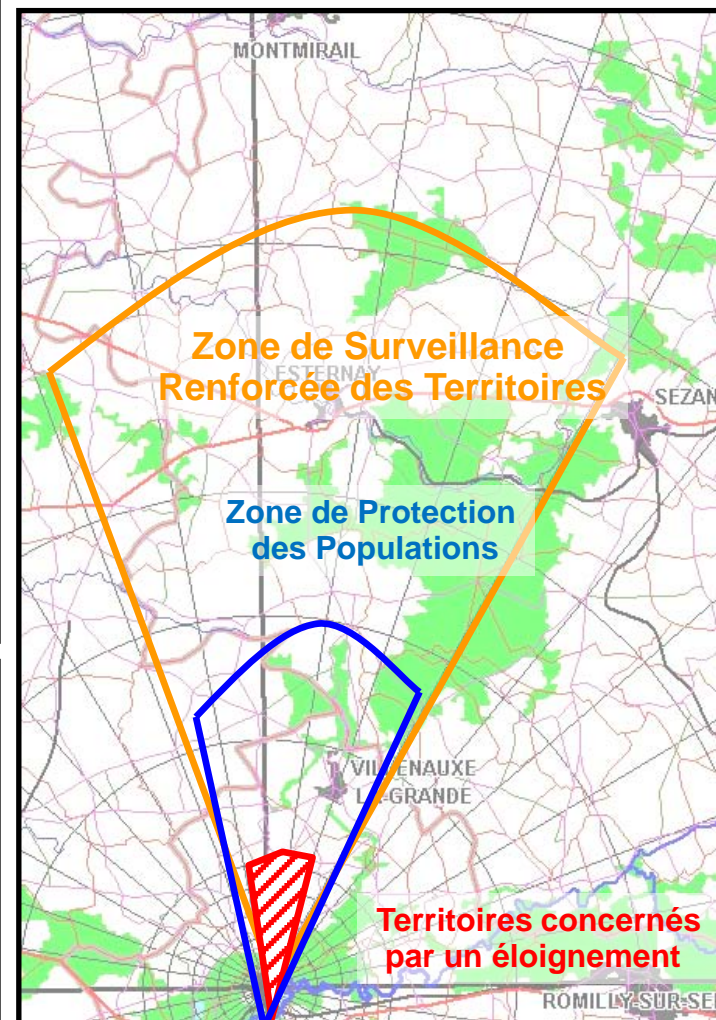 MONTMIRAIL
Zone de Surveillance
ESTERNAY
Renforcée des Territoires
SEZAN
Zone de Protection
des Populations
VILLENAUXE
LA-GRANDE
Territoires concernés
par un éloignement
ROMILLY-SUR-SEI